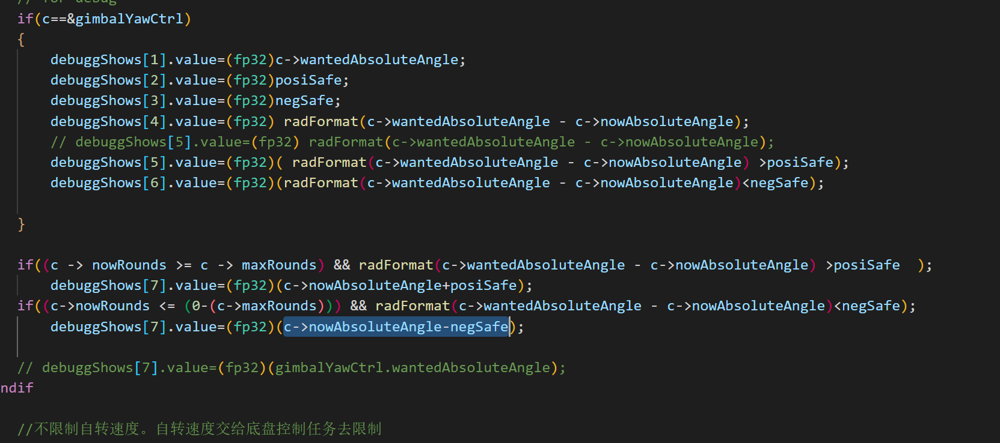 // for debug
if(c==&gimbalYawCtrl)
{
debuggShows[1].value=(fp32)c->wantedAbsoluteAngle;
debuggShows[2].value=(fp32)posiSafe;
debuggShows[3].value=(fp32)negSafe;
debuggShows[4].value=(fp32) radFormat(c->wantedAbsoluteAngle - c->nowAbsoluteAngle);
// debuggShows[5].value=(fp32) radFormat(c->wantedAbsoluteAngle - c->nowAbsoluteAngle);
debuggShows[5].value=(fp32)( radFormat(c->wantedAbsoluteAngle - c->nowAbsoluteAngle) >posiSafe);
debuggShows[6].value=(fp32)(radFormat(c->wantedAbsoluteAngle - c->nowAbsoluteAngle)<negSafe);
}
if((c -> nowRounds >= c -> maxRounds) && radFormat(c->wantedAbsoluteAngle - c->nowAbsoluteAngle) >posiSafe  );
debuggShows[7].value=(fp32)(c->nowAbsoluteAngle+posiSafe);
if((c->nowRounds <= (0-(c->maxRounds))) && radFormat(c->wantedAbsoluteAngle - c->nowAbsoluteAngle)<negSafe);
debuggShows[7].value=(fp32)(c->nowAbsoluteAngle-negSafe);
// debuggShows[7].value=(fp32)(gimbalYawCtrl.wantedAbsoluteAngle);
ndif
//不限制自转速度。自转速度交给底盘控制任务去限制